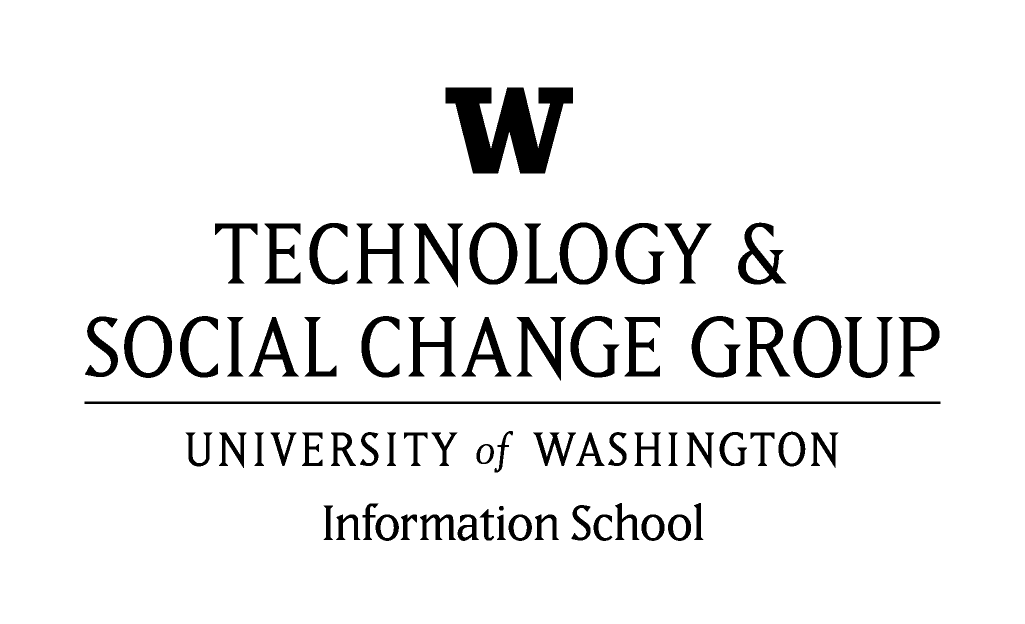 W
TECHNOLOGY &
SOCIAL CHANGE GROUP
UNIVERSITY of WASHINGTON
Information School